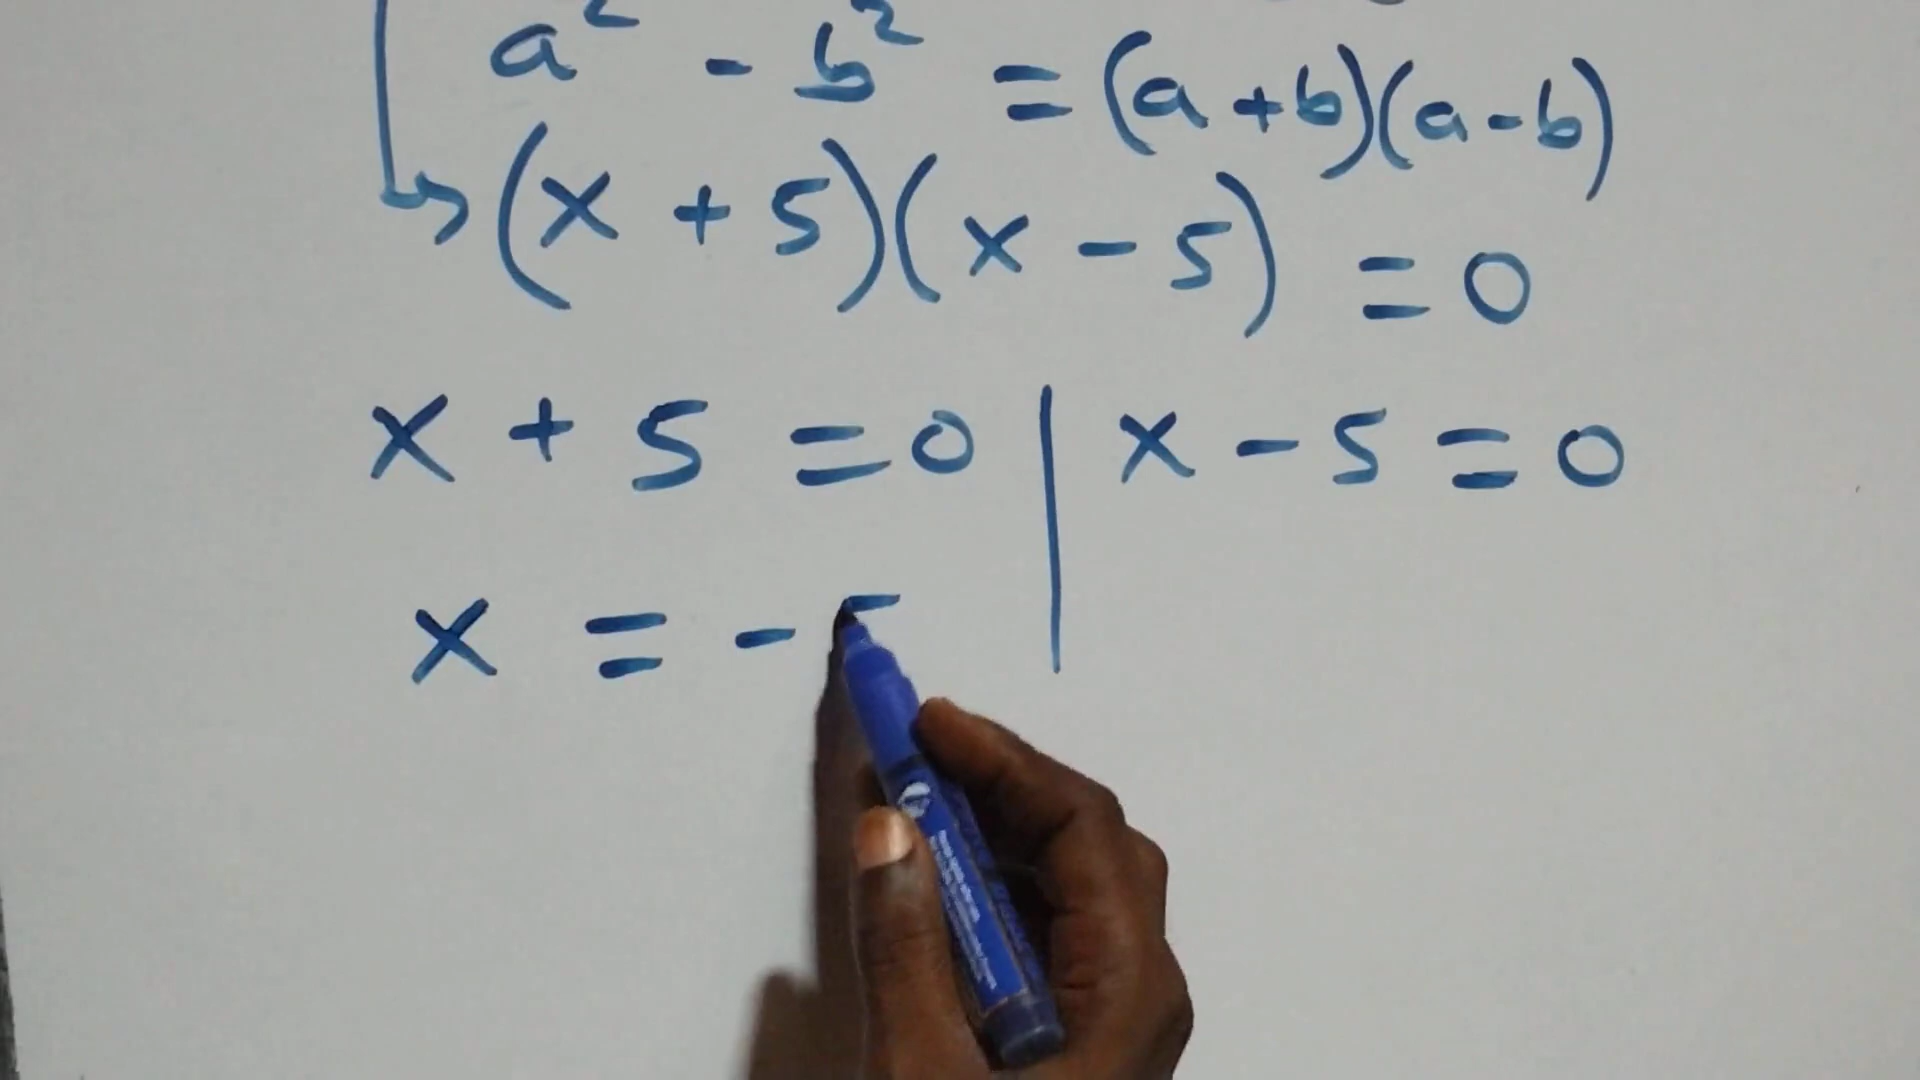 a² - b² = (a + b)(a - b)
(x + 5)(x - 5) = 0
x + 5 = 0 | x - 5 = 0
x = -